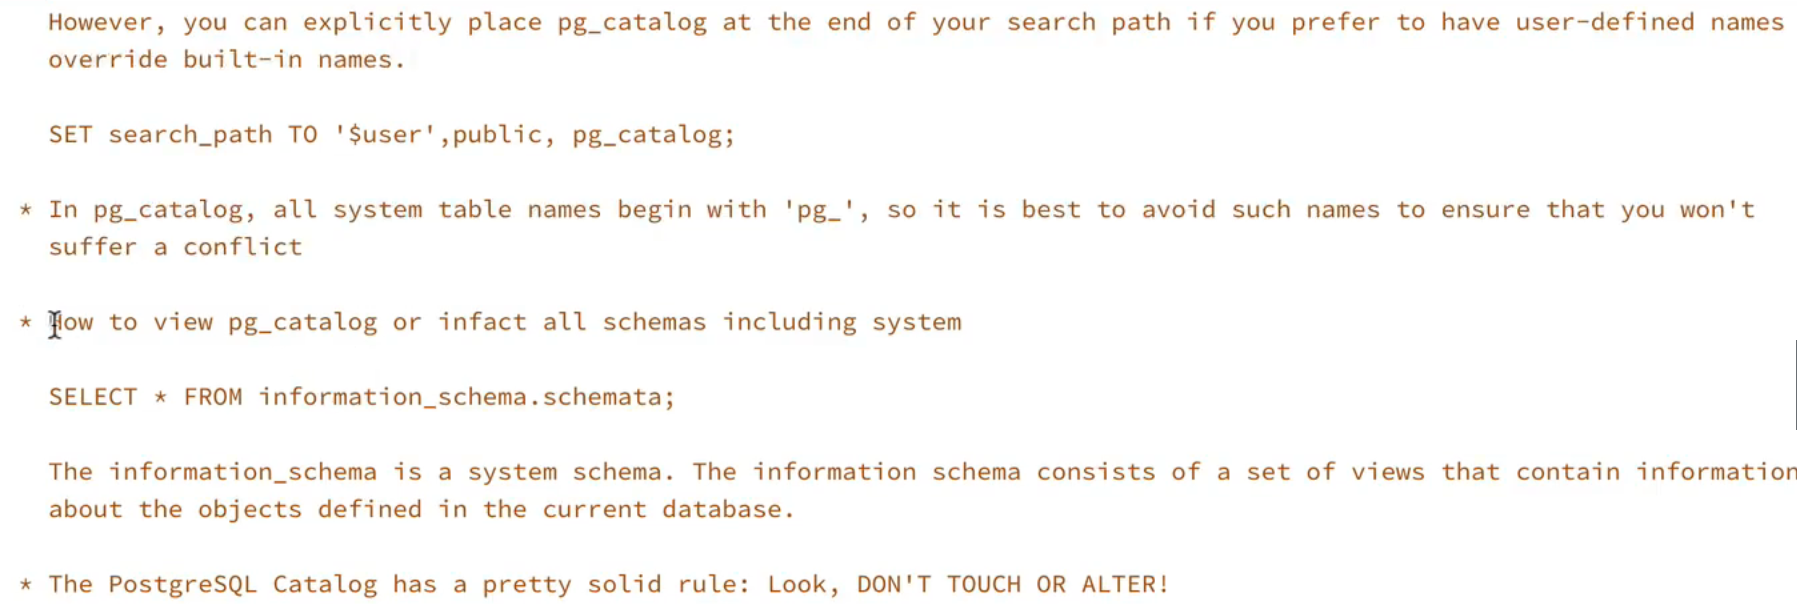 However, you can explicitly place pg_catalog at the end of your search path if you prefer to have user-defined names
override built-in names.
SET search_path TO '$user',public, pg_catalog;
* In pg_catalog, all system table names begin with 'pg_', so it is best to avoid such names to ensure that you won't
suffer a conflict
* How to view pg_catalog or infact all schemas including system
SELECT * FROM information_schema.schemata;
The information_schema is a system schema. The information schema consists of a set of views that contain information
about the objects defined in the current database.
* The PostgreSQL Catalog has a pretty solid rule: Look, DON'T TOUCH OR ALTER!